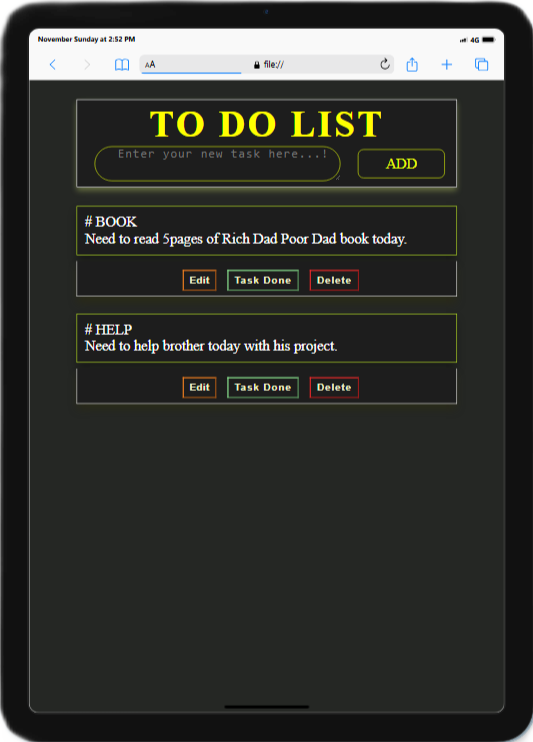 November Sunday at 2:52 PM
4G
AA
file://
TO DO LIST
Enter your new task here...!
ADD
# BOOK
Need to read 5pages of Rich Dad Poor Dad book today.
Edit
Task Done
Delete
# HELP
Need to help brother today with his project.
Edit
Task Done
Delete